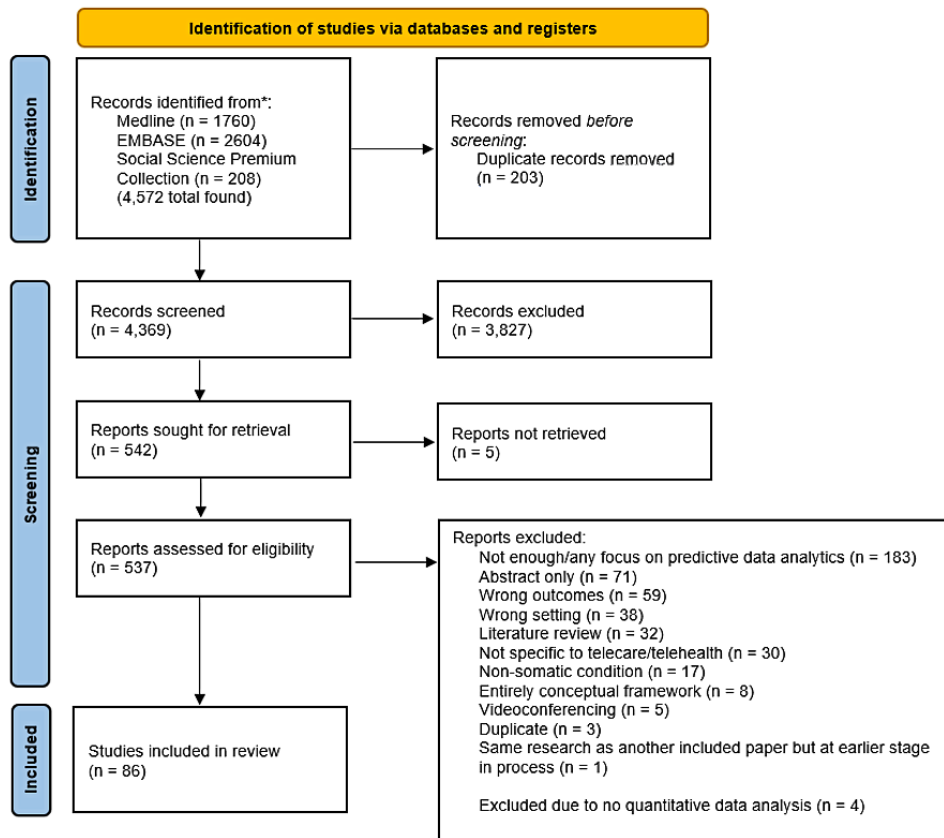 Identification of studies via databases and registers
Identification
Records identified from*:
Medline (n = 1760)
EMBASE (n = 2604)
Social Science Premium
Collection (n = 208)
(4,572 total found)
Records removed before
screening:
Duplicate records removed
(n = 203)
Screening
Records screened
(n = 4,369)
Records excluded
(n = 3,827)
Reports sought for retrieval
(n = 542)
Reports not retrieved
(n = 5)
Reports assessed for eligibility
(n = 537)
Reports excluded:
Not enough/any focus on predictive data analytics (n = 183)
Abstract only (n = 71)
Wrong outcomes (n = 59)
Wrong setting (n = 38)
Literature review (n = 32)
Not specific to telecare/telehealth (n = 30)
Non-somatic condition (n = 17)
Entirely conceptual framework (n = 8)
Videoconferencing (n = 5)
Duplicate (n = 3)
Same research as another included paper but at earlier stage
in process (n = 1)
Excluded due to no quantitative data analysis (n = 4)
Included
Studies included in review
(n = 86)